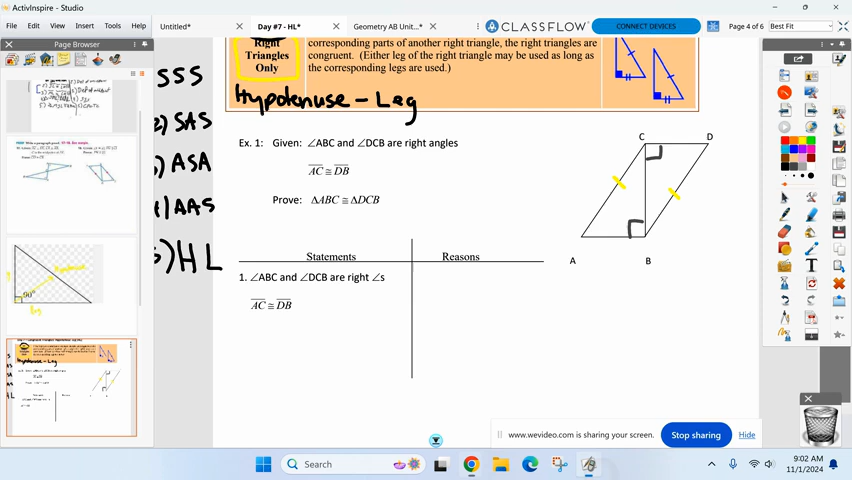 ActivInspire - Studio
File Edit View Insert Tools Help
Untitled*
Day #7 - HL*
Geometry AB Unit...*
CLASSFLOW
CONNECT DEVICES
Page 4 of 6
Best Fit
Page Browser
Right
Triangles
Only
corresponding parts of another right triangle, the right triangles are
congruent. (Either leg of the right triangle may be used as long as
the corresponding legs are used.)
Hypotenuse - Leg
SSS
2) SAS
3) ASA
4) AAS
5) HL
Ex. 1: Given: ∠ABC and ∠DCB are right angles
AC ≅ DB
Prove: ΔABC ≅ ΔDCB
C D
A B
Statements Reasons
1. ∠ABC and ∠DCB are right ∠s
AC ≅ DB
90°
hypotenuse
leg
www.wevideo.com is sharing your screen.
Stop sharing
Hide
Search
9:02 AM
11/1/2024